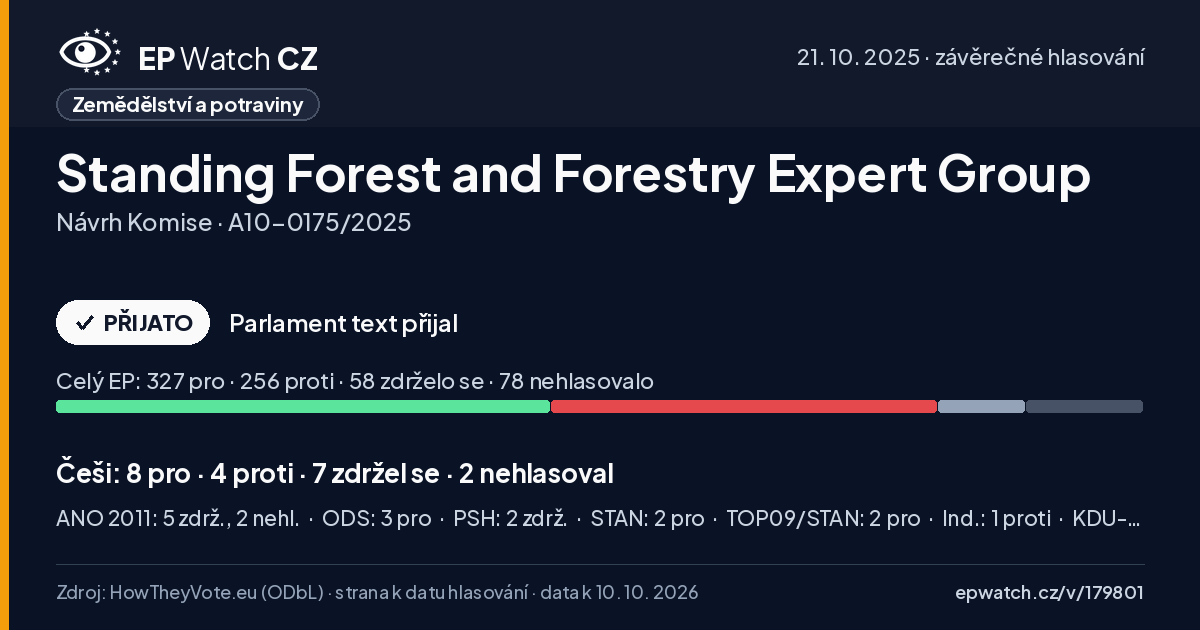 EP Watch CZ
21. 10. 2025 · závěrečné hlasování
Zemědělství a potraviny
Standing Forest and Forestry Expert Group
Návrh Komise · A10–0175/2025
✓ PŘIJATO
Parlament text přijal
Celý EP: 327 pro · 256 proti · 58 zdrželo se · 78 nehlasovalo
Češi: 8 pro · 4 proti · 7 zdržel se · 2 nehlasoval
ANO 2011: 5 zdrž., 2 nehl. · ODS: 3 pro · PSH: 2 zdrž. · STAN: 2 pro · TOP09/STAN: 2 pro · Ind.: 1 proti · KDU-…
Zdroj: HowTheyVote.eu (ODbL) · strana k datu hlasování · data k 10. 10. 2026
epwatch.cz/v/179801